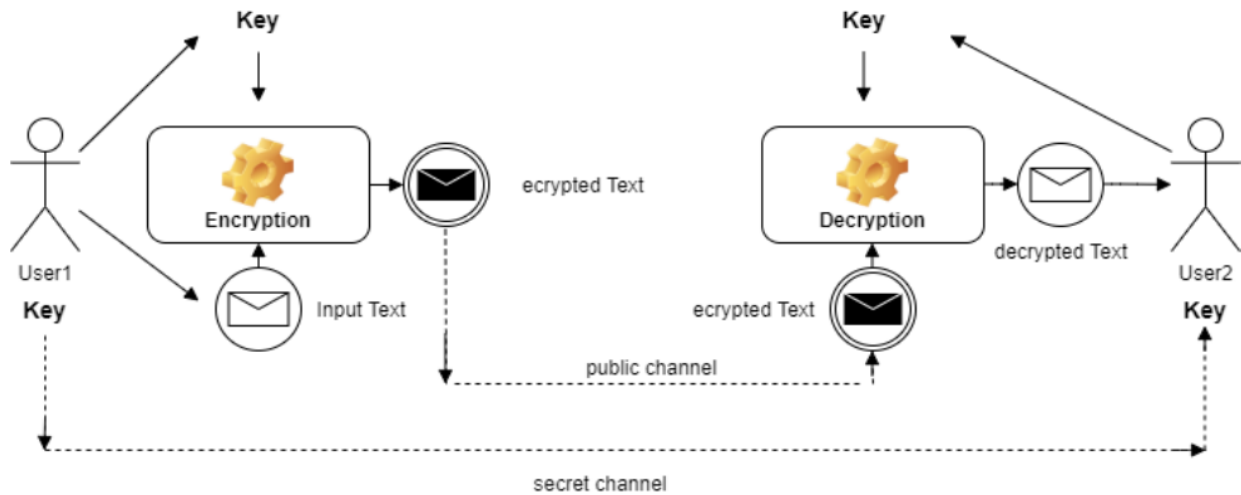 Key
Key
Encryption
ecrypted Text
Decryption
decrypted Text
User1
User2
Key
Input Text
ecrypted Text
Key
public channel
secret channel